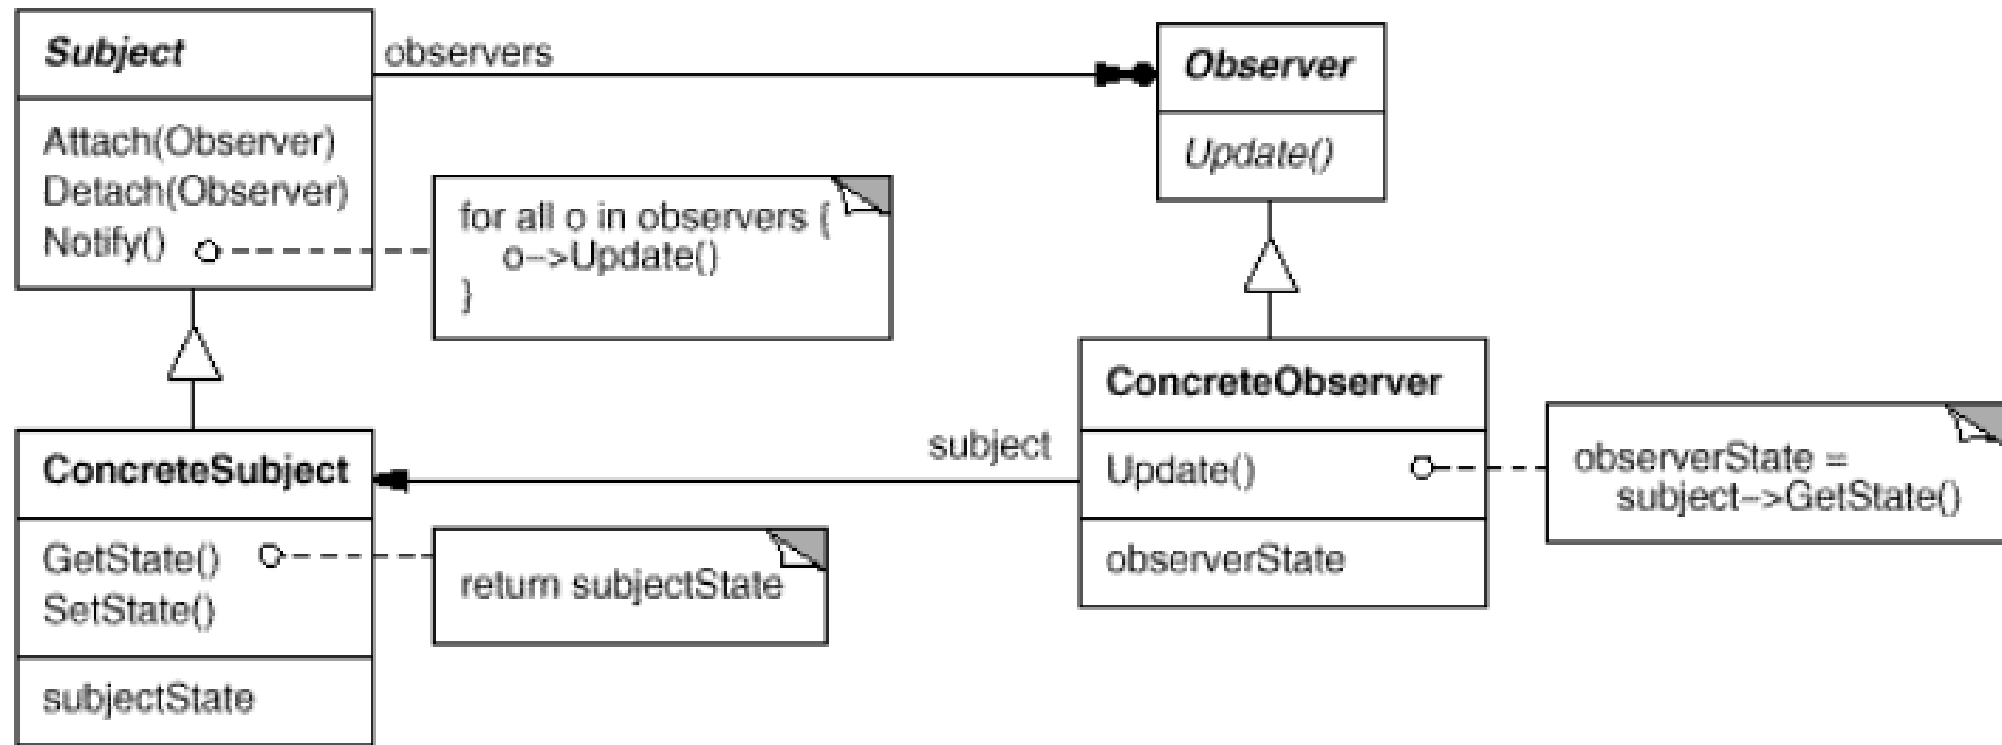 Subject
observers
Attach(Observer)
Detach(Observer)
Notify()
for all o in observers {
o–>Update()
}
Observer
Update()
ConcreteSubject
GetState()
SetState()
subjectState
return subjectState
subject
ConcreteObserver
Update()
observerState
observerState =
subject–>GetState()